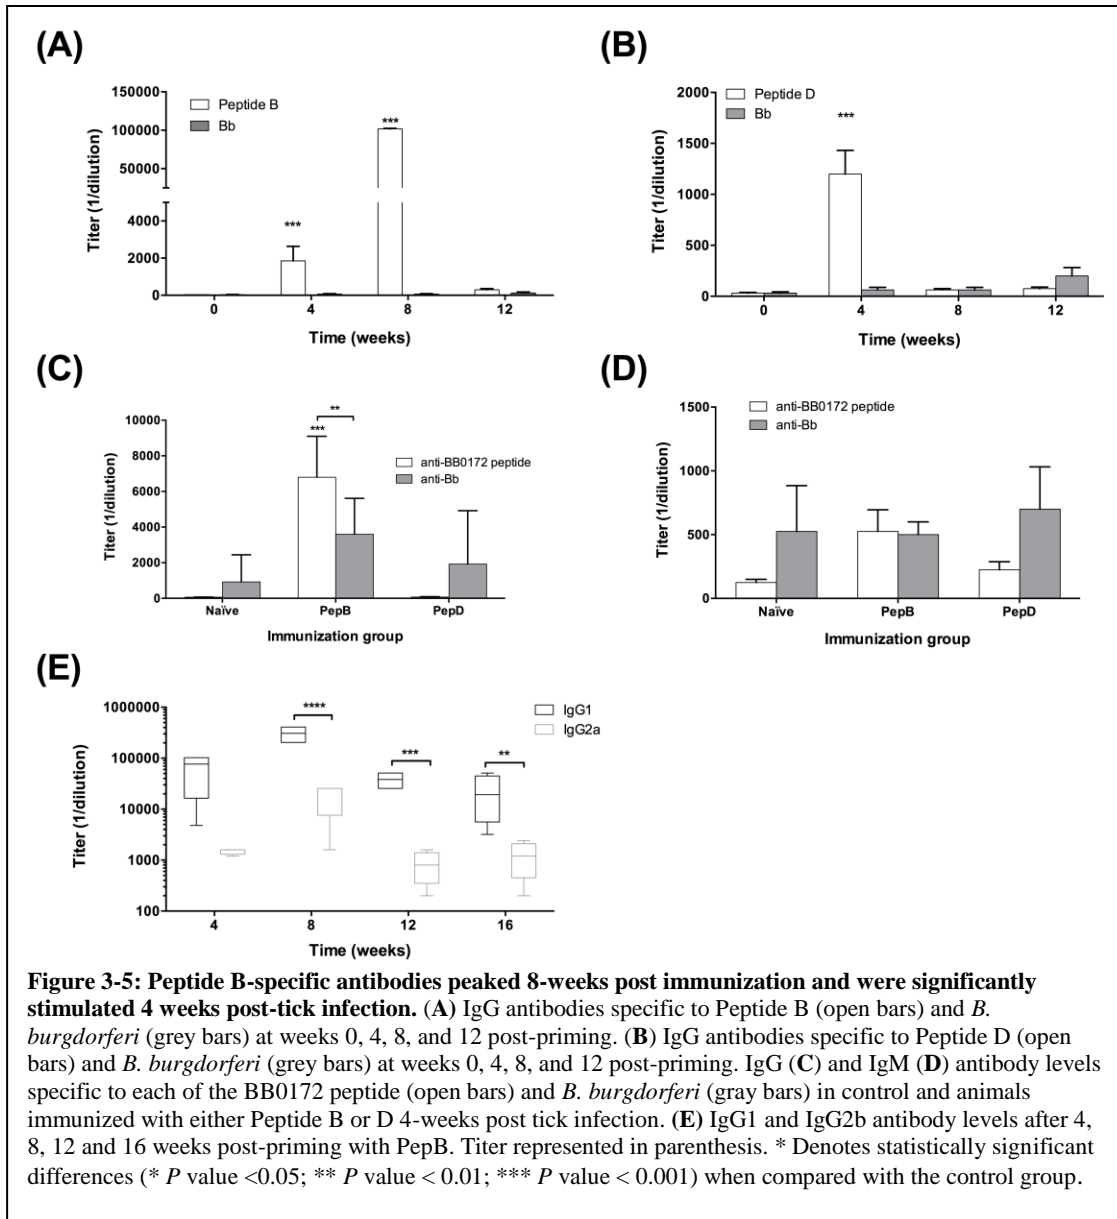 (A)
150000
100000
50000
4000
2000
0
Titer (1/dilution)
Peptide B
Bb
***
***
0
4
8
12
Time (weeks)
(B)
2000
1500
1000
500
0
Titer (1/dilution)
Peptide D
Bb
***
0
4
8
12
Time (weeks)
(C)
10000
8000
6000
4000
2000
0
Titer (1/dilution)
**
***
anti-BB0172 peptide
anti-Bb
Naïve
PepB
PepD
Immunization group
(D)
1500
1000
500
0
Titer (1/dilution)
anti-BB0172 peptide
anti-Bb
Naïve
PepB
PepD
Immunization group
(E)
1000000
100000
10000
1000
100
Titer (1/dilution)
****
***
**
IgG1
IgG2a
4
8
12
16
Time (weeks)
Figure 3-5: Peptide B-specific antibodies peaked 8-weeks post immunization and were significantly
stimulated 4 weeks post-tick infection. (A) IgG antibodies specific to Peptide B (open bars) and B.
burgdorferi (grey bars) at weeks 0, 4, 8, and 12 post-priming. (B) IgG antibodies specific to Peptide D (open
bars) and B. burgdorferi (grey bars) at weeks 0, 4, 8, and 12 post-priming. IgG (C) and IgM (D) antibody levels
specific to each of the BB0172 peptide (open bars) and B. burgdorferi (gray bars) in control and animals
immunized with either Peptide B or D 4-weeks post tick infection. (E) IgG1 and IgG2b antibody levels after 4,
8, 12 and 16 weeks post-priming with PepB. Titer represented in parenthesis. * Denotes statistically significant
differences (* P value <0.05; ** P value < 0.01; *** P value < 0.001) when compared with the control group.